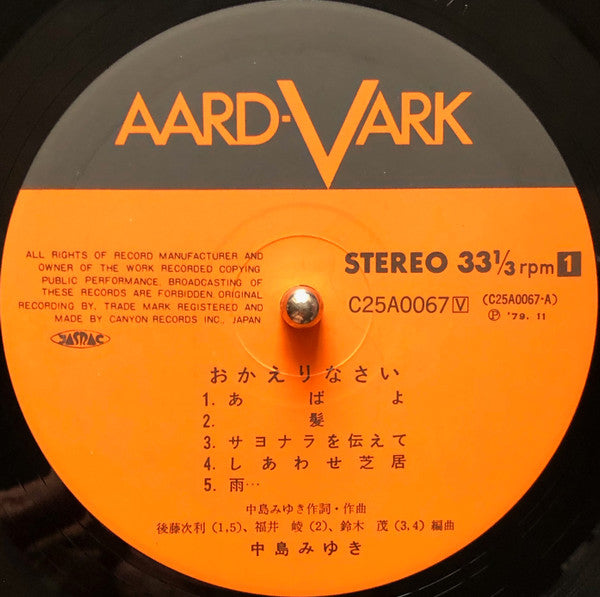 AARD-VARK
ALL RIGHTS OF RECORD MANUFACTURER AND
OWNER OF THE WORK RECORDED COPYING
PUBLIC PERFORMANCE, BROADCASTING OF
THESE RECORDS ARE FORBIDDEN ORIGINAL
RECORDING BY, TRADE MARK REGISTERED AND
MADE BY CANYON RECORDS INC., JAPAN
JASRAC
STEREO 33 1/3 rpm 1
C25A0067 V (C25A0067-A)
Ⓟ '79. 11
おかえりなさい
1. あばよ
2. 髪
3. サヨナラを伝えて
4. しあわせ芝居
5. 雨…
中島みゆき作詞・作曲
後藤次利(1,5)、福井 崚(2)、鈴木 茂(3,4)編曲
中島みゆき